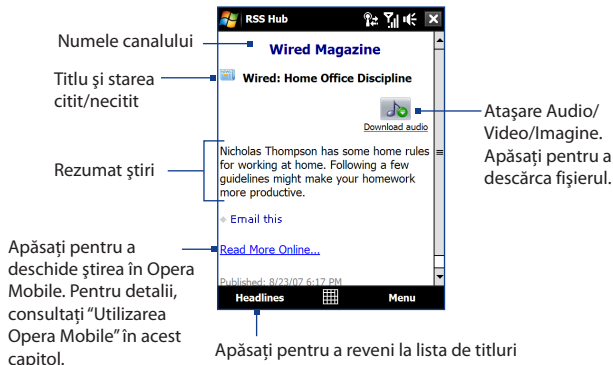 RSS Hub
Numele canalului
Wired Magazine
Titlu şi starea
citit/necitit
Wired: Home Office Discipline
Download audio
Ataşare Audio/
Video/Imagine.
Apăsaţi pentru a
descărca fişierul.
Rezumat ştiri
Nicholas Thompson has some home rules
for working at home. Following a few
guidelines might make your homework
more productive.
Email this
Read More Online...
Apăsaţi pentru a
deschide ştirea în Opera
Mobile. Pentru detalii,
consultaţi “Utilizarea
Opera Mobile” în acest
capitol.
Published: 8/23/07 6:17 PM
Headlines
Menu
Apăsaţi pentru a reveni la lista de titluri